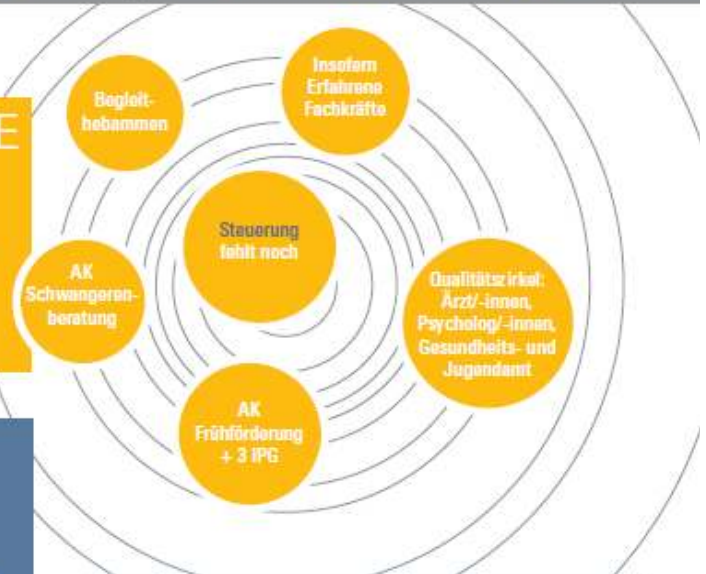 E
Insofern
Erfahrene
Fachkräfte
Begleit-
hebammen
Steuerung
fehlt noch
AK
Schwangeren-
beratung
Qualitätszirkel:
Ärzt/-innen,
Psycholog/-innen,
Gesundheits- und
Jugendamt
AK
Frühförderung
+ 3 IPG